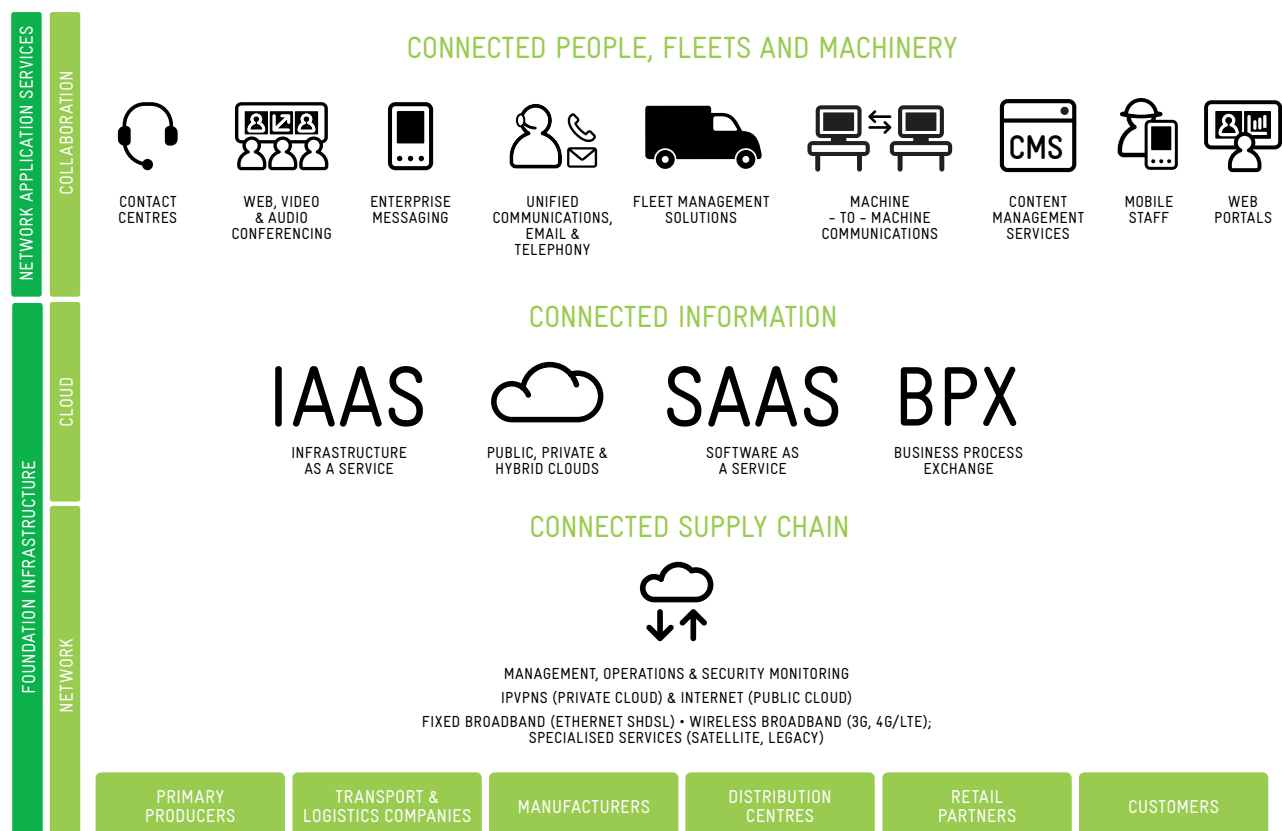 NETWORK APPLICATION SERVICES
COLLABORATION
CONNECTED PEOPLE, FLEETS AND MACHINERY
CMS
CONTACT
CENTRES
WEB, VIDEO
& AUDIO
CONFERENCING
ENTERPRISE
MESSAGING
UNIFIED
COMMUNICATIONS,
EMAIL &
TELEPHONY
FLEET MANAGEMENT
SOLUTIONS
MACHINE
- TO - MACHINE
COMMUNICATIONS
CONTENT
MANAGEMENT
SERVICES
MOBILE
STAFF
WEB
PORTALS
FOUNDATION INFRASTRUCTURE
CLOUD
CONNECTED INFORMATION
IAAS
INFRASTRUCTURE
AS A SERVICE
PUBLIC, PRIVATE &
HYBRID CLOUDS
SAAS
SOFTWARE AS
A SERVICE
BPX
BUSINESS PROCESS
EXCHANGE
NETWORK
CONNECTED SUPPLY CHAIN
MANAGEMENT, OPERATIONS & SECURITY MONITORING
IPVPNS (PRIVATE CLOUD) & INTERNET (PUBLIC CLOUD)
FIXED BROADBAND (ETHERNET SHDSL) • WIRELESS BROADBAND (3G, 4G/LTE);
SPECIALISED SERVICES (SATELLITE, LEGACY)
PRIMARY
PRODUCERS
TRANSPORT &
LOGISTICS COMPANIES
MANUFACTURERS
DISTRIBUTION
CENTRES
RETAIL
PARTNERS
CUSTOMERS